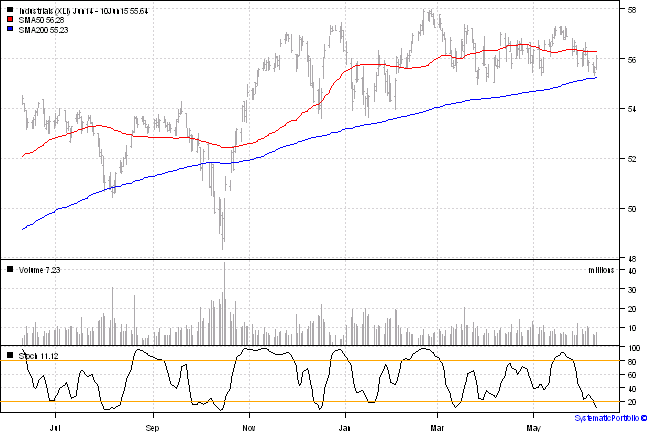 Industrials (XLI) Jun14 - 10Jun15 55.64
SMA50 56.28
SMA200 55.23
58
56
54
52
50
48
Volume 7.23
millions
40
30
20
10
Stoch 11.12
100
80
60
40
20
Jul
Sep
Nov
Jan
Mar
May
SystematicPortfolio ©